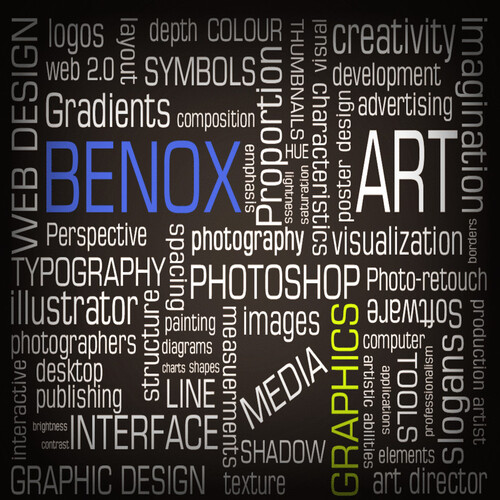 WEB DESIGN
logos
layout
depth
COLOUR
web 2.0
SYMBOLS
THUMBNAILS
visual
creativity
development
advertising
imagination
Gradients
composition
Proportion
characteristics
poster design
BENOX
emphasis
HUE
lightness
saturation
ART
borders
Perspective
spacing
photography
visualization
TYPOGRAPHY
PHOTOSHOP
Photo-retouch
illustrator
structure
painting
measuerments
images
GRAPHICS
software
photographers
diagrams
computer
slogans
production artist
interactive
desktop
publishing
charts
shapes
LINE
MEDIA
artistic abilities
applications
TOOLS
professionalism
brightness
contrast
INTERFACE
SHADOW
elements
GRAPHIC DESIGN
texture
art director